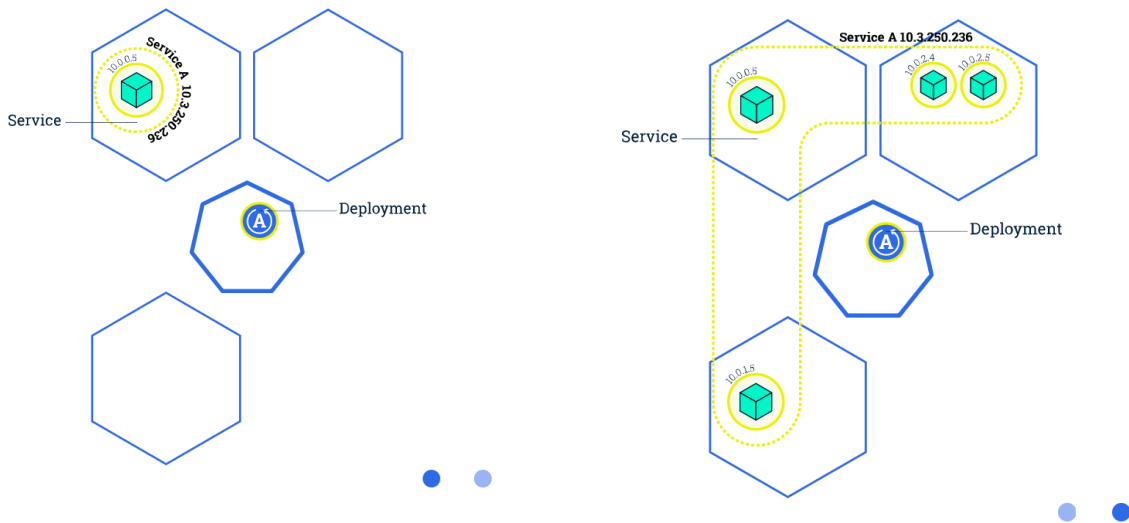 Service A 10.3.250.236
10.0.0.5
Service
A
Deployment
Service A 10.3.250.236
10.0.0.5
10.0.2.4
10.0.2.5
Service
A
Deployment
10.0.1.5